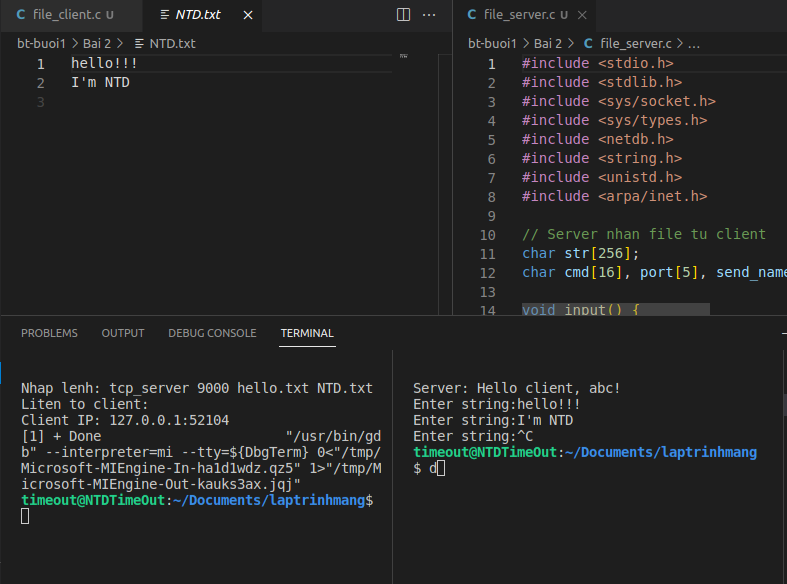 file_client.c U
NTD.txt
bt-buoi1 > Bai 2 > NTD.txt
1 hello!!!
2 I'm NTD
3
C file_server.c U
bt-buoi1 > Bai 2 > C file_server.c > ...
1 #include <stdio.h>
2 #include <stdlib.h>
3 #include <sys/socket.h>
4 #include <sys/types.h>
5 #include <netdb.h>
6 #include <string.h>
7 #include <unistd.h>
8 #include <arpa/inet.h>
9
10 // Server nhan file tu client
11 char str[256];
12 char cmd[16], port[5], send_name
13
14 void input() {
PROBLEMS OUTPUT DEBUG CONSOLE TERMINAL
Nhap lenh: tcp_server 9000 hello.txt NTD.txt
Liten to client:
Client IP: 127.0.0.1:52104
[1] + Done "/usr/bin/gd
b" --interpreter=mi --tty=${DbgTerm} 0<"/tmp/
Microsoft-MIEngine-In-ha1d1wdz.qz5" 1>"/tmp/M
icrosoft-MIEngine-Out-kauks3ax.jqj"
timeout@NTDTimeOut:~/Documents/laptrinhmang$
Server: Hello client, abc!
Enter string:hello!!!
Enter string:I'm NTD
Enter string:^C
timeout@NTDTimeOut:~/Documents/laptrinhmang
$ d